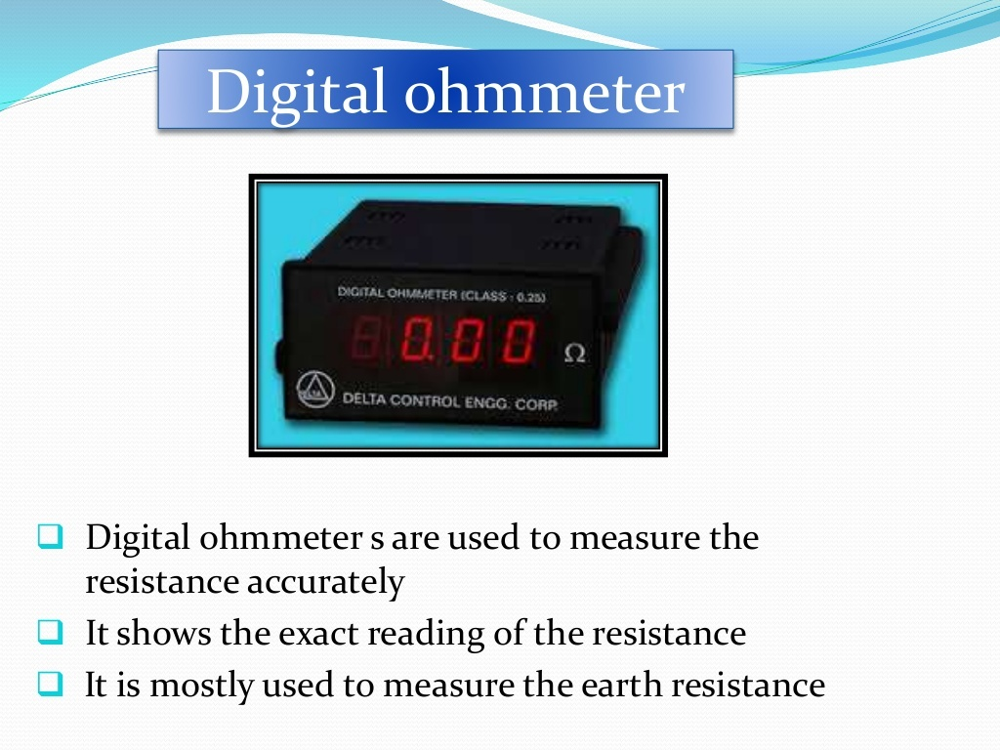 Digital ohmmeter
DIGITAL OHMMETER (CLASS : 0.25)
0.00 Ω
DELTA
DELTA CONTROL ENGG. CORP.
Digital ohmmeter s are used to measure the
resistance accurately
It shows the exact reading of the resistance
It is mostly used to measure the earth resistance